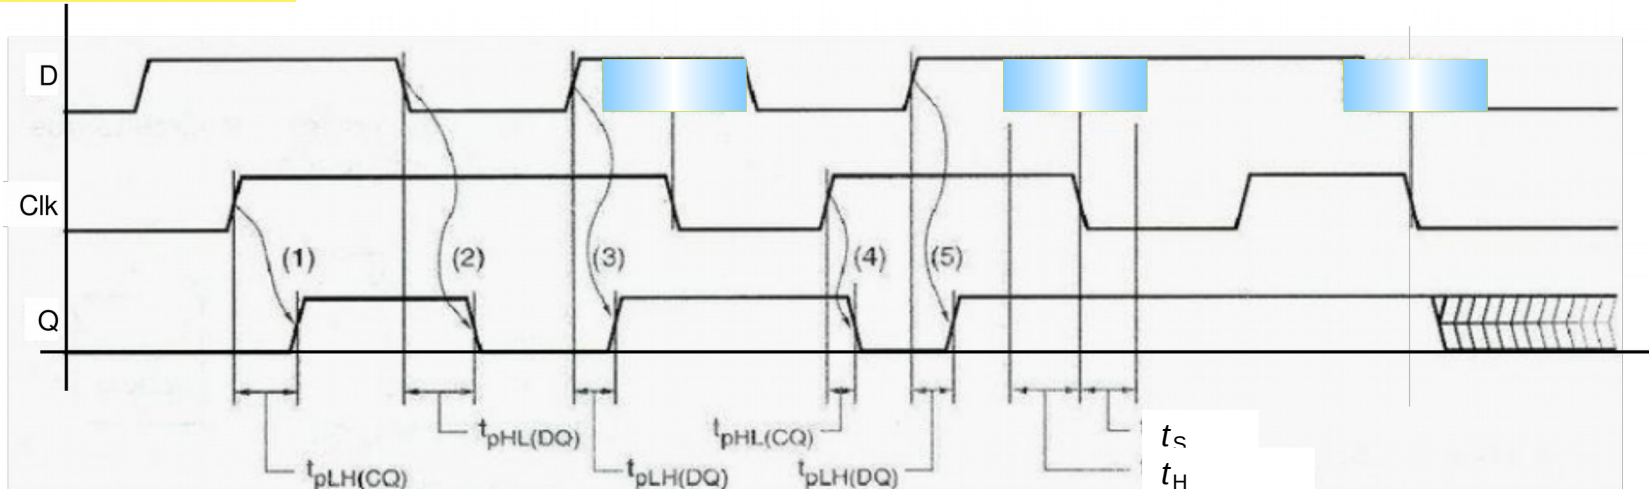 D
Clk
(1) (2) (3) (4) (5)
Q
tpHL(DQ) tpHL(CQ) tS
tpLH(CQ) tpLH(DQ) tpLH(DQ) tH